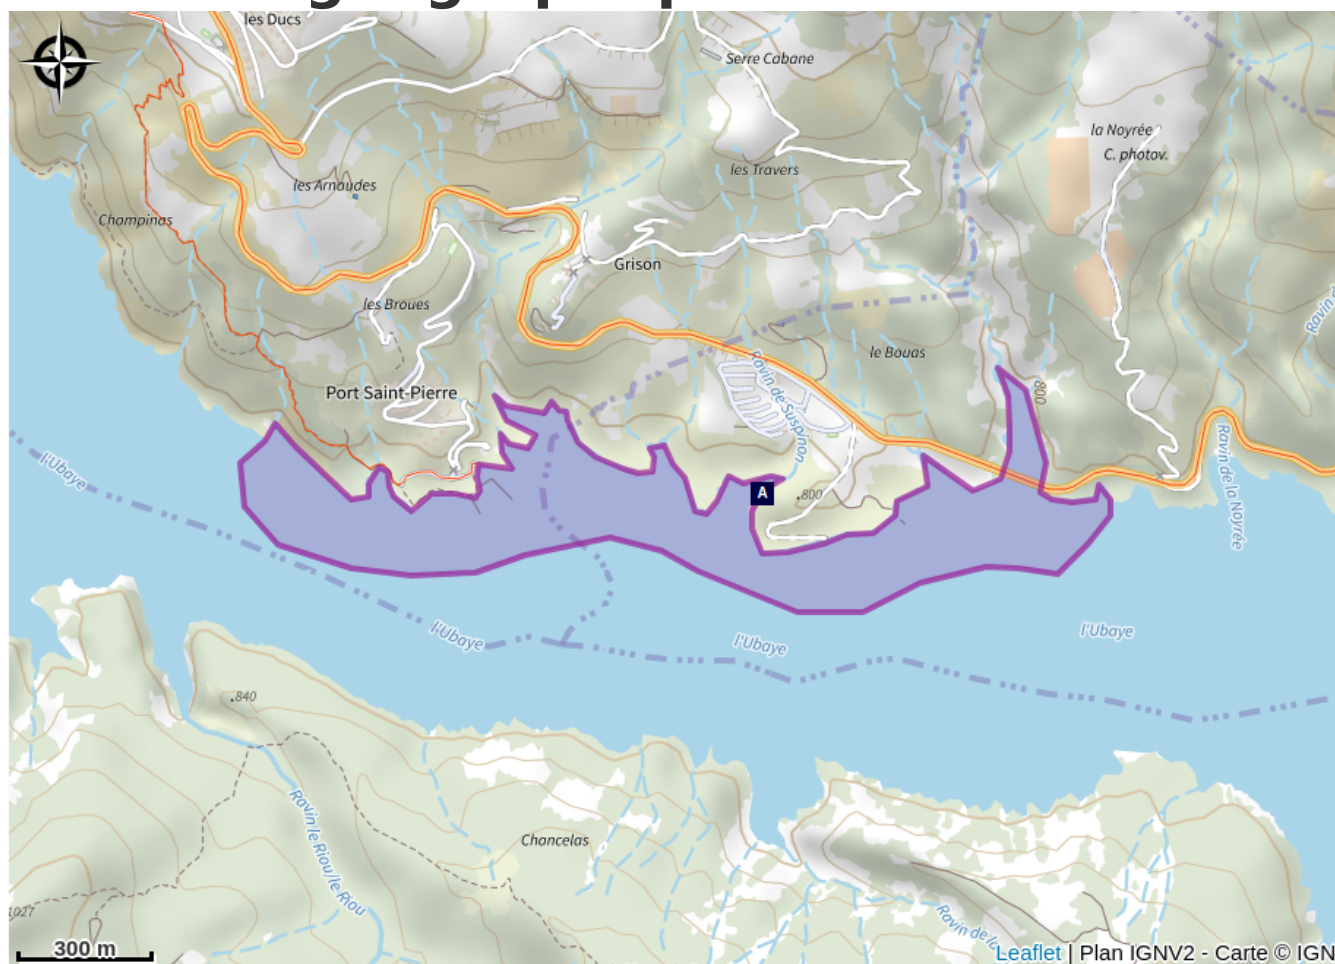 les Ducs
Serre Cabane
la Noyrée
C. photov.
les Travers
les Arnaudes
Champinas
Grison
les Broues
le Bouas
Ravin de Suspinon
800
Port Saint-Pierre
l'Ubaye
A
.800
Ravin de la Noyrée
l'Ubaye
l'Ubaye
l'Ubaye
.840
Ravin le Riou/le Riou
Chancelas
1027
300 m
Leaflet | Plan IGNV2 - Carte © IGN